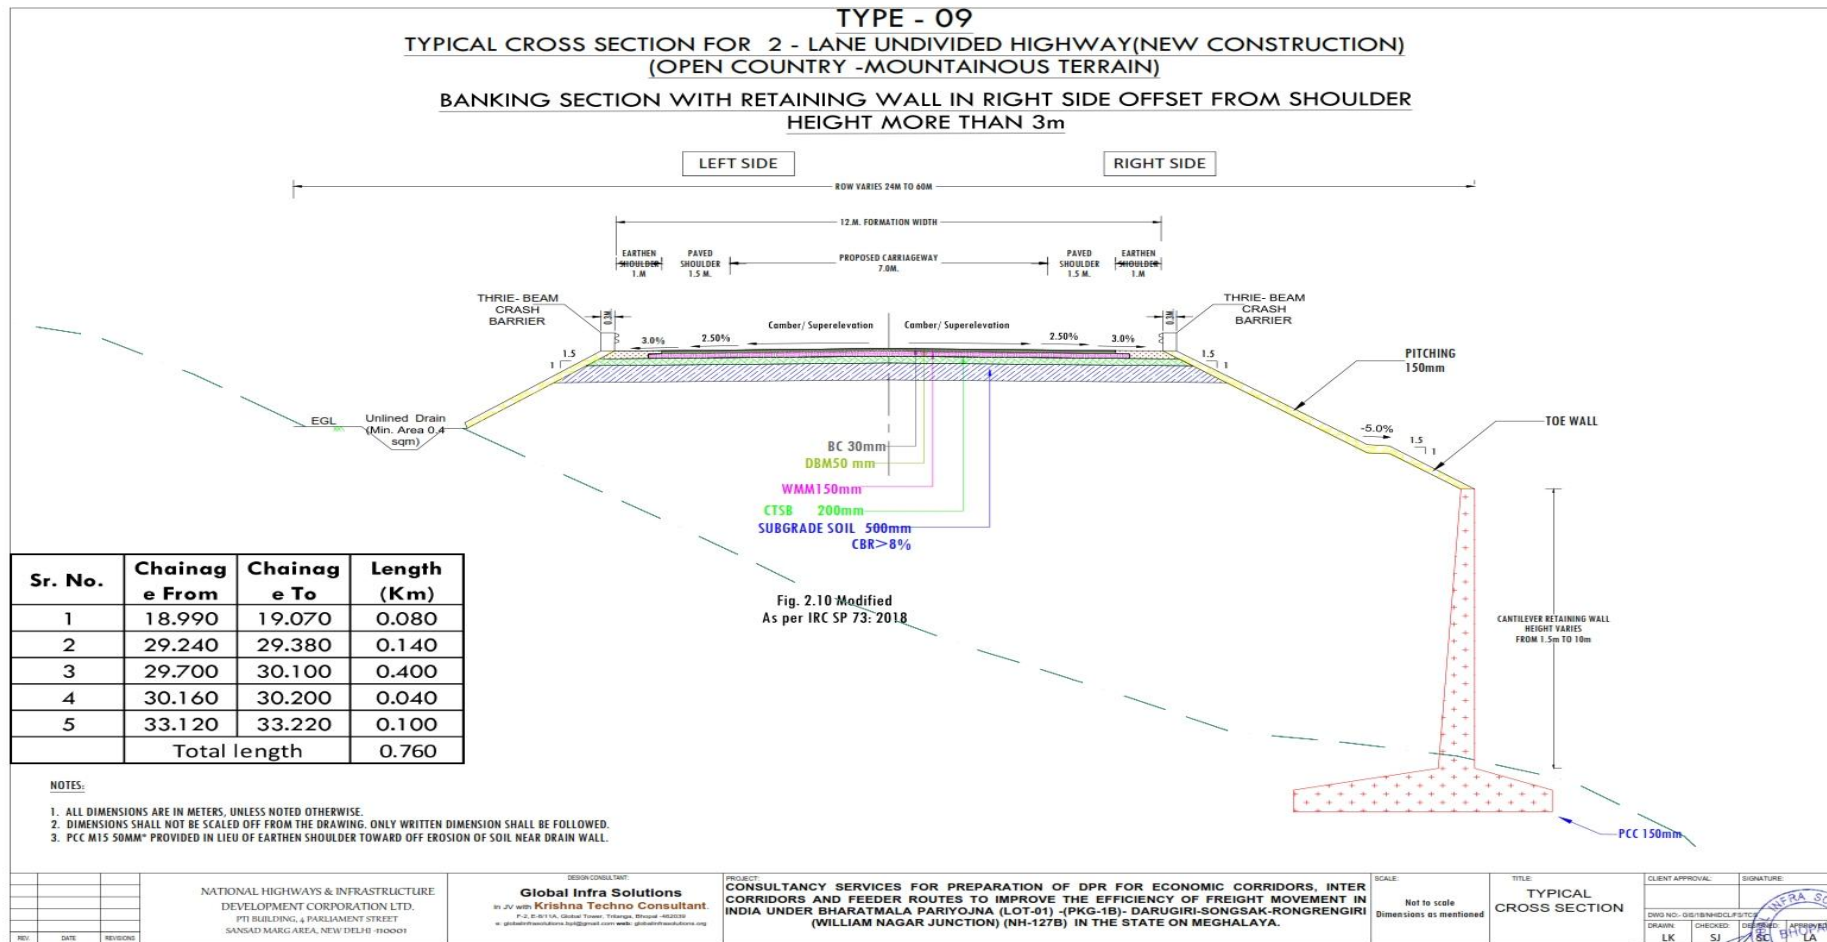 TYPE - 09
TYPICAL CROSS SECTION FOR 2 - LANE UNDIVIDED HIGHWAY(NEW CONSTRUCTION)
(OPEN COUNTRY -MOUNTAINOUS TERRAIN)
BANKING SECTION WITH RETAINING WALL IN RIGHT SIDE OFFSET FROM SHOULDER
HEIGHT MORE THAN 3m
LEFT SIDE
RIGHT SIDE
ROW VARIES 24M TO 60M
12.M. FORMATION WIDTH
EARTHEN
SHOULDER
1.M
PAVED
SHOULDER
1.5 M.
PROPOSED CARRIAGEWAY
7.0M.
PAVED
SHOULDER
1.5 M.
EARTHEN
SHOULDER
1.M
THRIE- BEAM
CRASH
BARRIER
0.3M
Camber/ Superelevation
Camber/ Superelevation
0.3M
THRIE- BEAM
CRASH
BARRIER
3.0%
2.50%
2.50%
3.0%
1.5
1
1.5
1
PITCHING
150mm
EGL
Unlined Drain
(Min. Area 0.4
sqm)
-5.0%
1.5
1
TOE WALL
BC 30mm
DBM50 mm
WMM150mm
CTSB 200mm
SUBGRADE SOIL 500mm
CBR>8%
Fig. 2.10 Modified
As per IRC SP 73: 2018
CANTILEVER RETAINING WALL
HEIGHT VARIES
FROM 1.5m TO 10m
PCC 150mm
Sr. No. Chainag e From Chainag e To Length (Km)
1 18.990 19.070 0.080
2 29.240 29.380 0.140
3 29.700 30.100 0.400
4 30.160 30.200 0.040
5 33.120 33.220 0.100
Total length 0.760
NOTES:
1. ALL DIMENSIONS ARE IN METERS, UNLESS NOTED OTHERWISE.
2. DIMENSIONS SHALL NOT BE SCALED OFF FROM THE DRAWING. ONLY WRITTEN DIMENSION SHALL BE FOLLOWED.
3. PCC M15 50MM" PROVIDED IN LIEU OF EARTHEN SHOULDER TOWARD OFF EROSION OF SOIL NEAR DRAIN WALL.
REV. DATE REVISIONS
NATIONAL HIGHWAYS & INFRASTRUCTURE
DEVELOPMENT CORPORATION LTD.
PTI BUILDING, 4 PARLIAMENT STREET
SANSAD MARG AREA, NEW DELHI -110001
DESIGN CONSULTANT:
Global Infra Solutions
in JV with Krishna Techno Consultant.
PROJECT:
CONSULTANCY SERVICES FOR PREPARATION OF DPR FOR ECONOMIC CORRIDORS, INTER
CORRIDORS AND FEEDER ROUTES TO IMPROVE THE EFFICIENCY OF FREIGHT MOVEMENT IN
INDIA UNDER BHARATMALA PARIYOJNA (LOT-01) -(PKG-1B)- DARUGIRI-SONGSAK-RONGRENGIRI
(WILLIAM NAGAR JUNCTION) (NH-127B) IN THE STATE ON MEGHALAYA.
SCALE:
Not to scale
Dimensions as mentioned
TITLE:
TYPICAL
CROSS SECTION
CLIENT APPROVAL: SIGNATURE:
DRAWN: CHECKED:
LK SJ LA